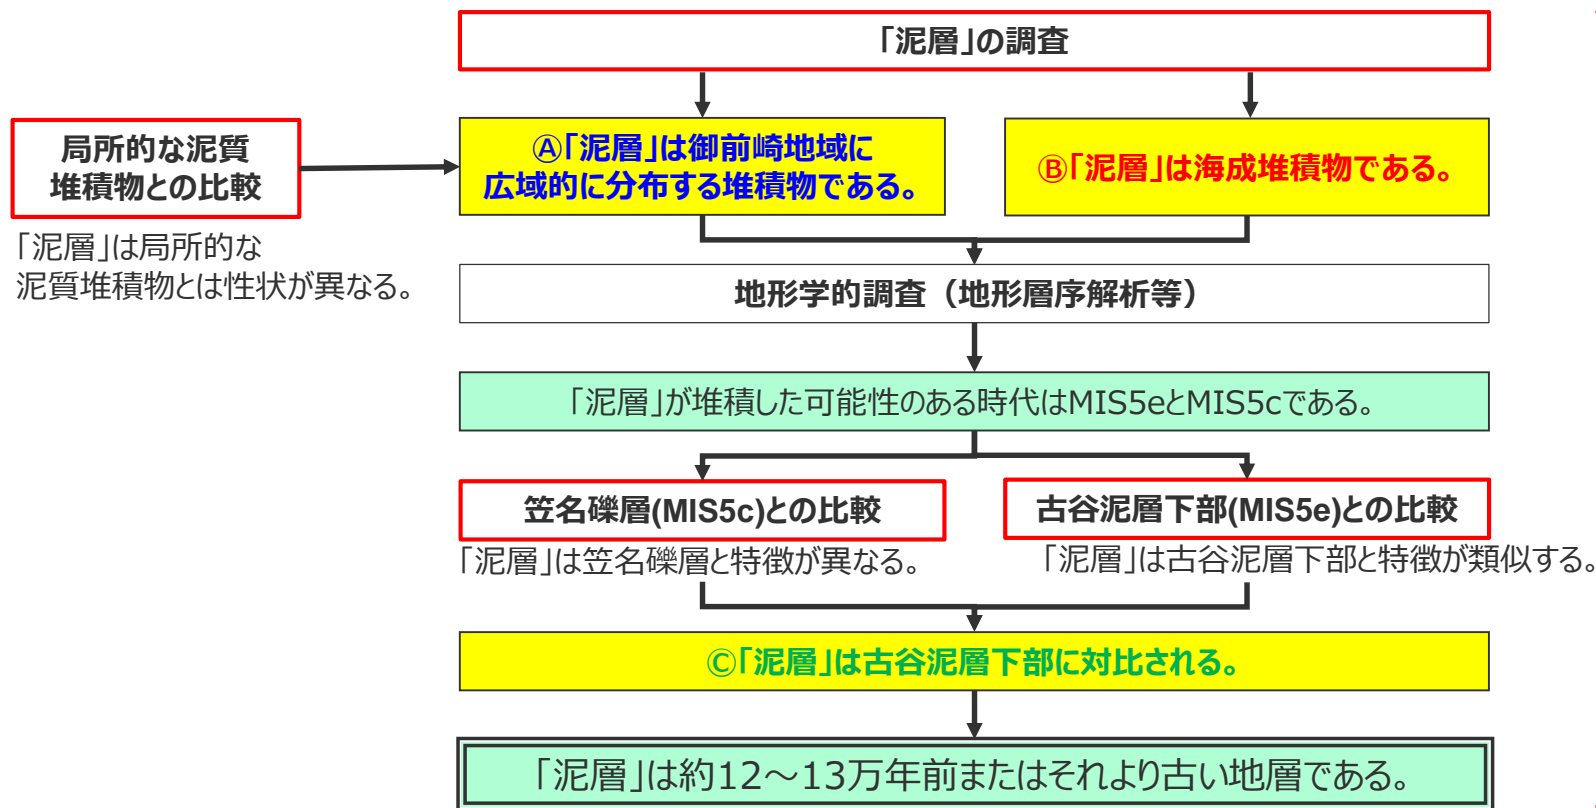 「泥層」の調査
局所的な泥質
堆積物との比較
「泥層」は局所的な
泥質堆積物とは性状が異なる。
Ⓐ「泥層」は御前崎地域に
広域的に分布する堆積物である。
Ⓑ「泥層」は海成堆積物である。
地形学的調査（地形層序解析等）
「泥層」が堆積した可能性のある時代はMIS5eとMIS5cである。
笠名礫層(MIS5c)との比較
「泥層」は笠名礫層と特徴が異なる。
古谷泥層下部(MIS5e)との比較
「泥層」は古谷泥層下部と特徴が類似する。
Ⓒ「泥層」は古谷泥層下部に対比される。
「泥層」は約12～13万年前またはそれより古い地層である。